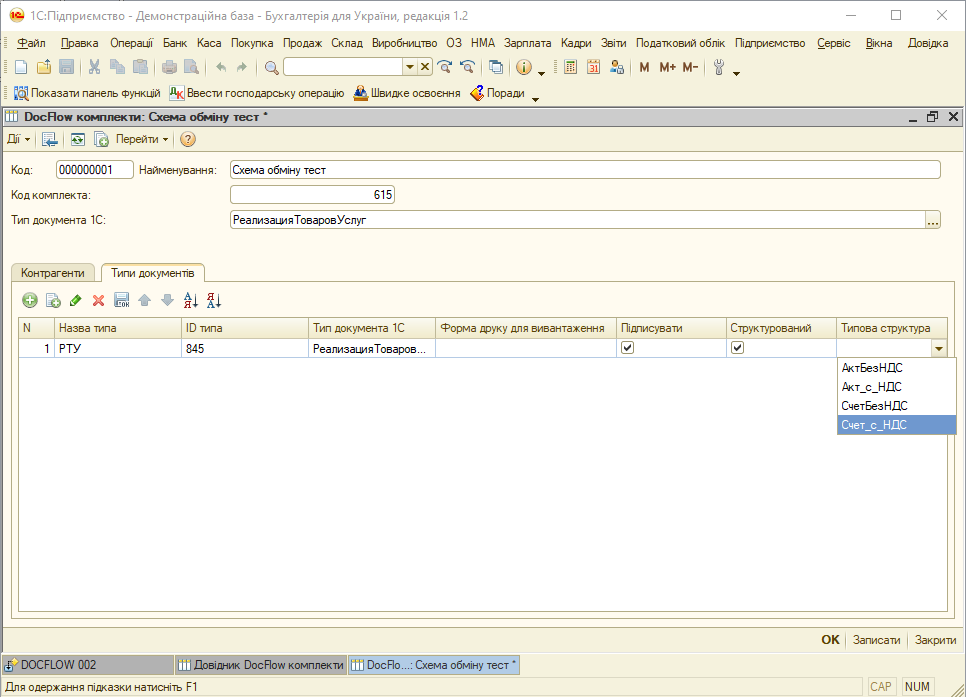 1С:Підприємство - Демонстраційна база - Бухгалтерія для України, редакція 1.2
Файл Правка Операції Банк Каса Покупка Продаж Склад Виробництво ОЗ НМА Зарплата Кадри Звіти Податковий облік Підприємство Сервіс Вікна Довідка
M M+ M-
Показати панель функцій Ввести господарську операцію Швидке освоєння Поради
DocFlow комплекти: Схема обміну тест *
Дії Перейти
Код: 000000001 Найменування: Схема обміну тест
Код комплекта: 615
Тип документа 1С: РеализацияТоваровУслуг ...
Контрагенти Типи документів
N Назва типа ID типа Тип документа 1С Форма друку для вивантаження Підписувати Структурований Типова структура
1 РТУ 845 РеализацияТоваров...
АктБезНДС
Акт_с_НДС
СчетБезНДС
Счет_с_НДС
OK Записати Закрити
DOCFLOW 002 Довідник DocFlow комплекти DocFlo...: Схема обміну тест *
Для одержання підказки натисніть F1 CAP NUM